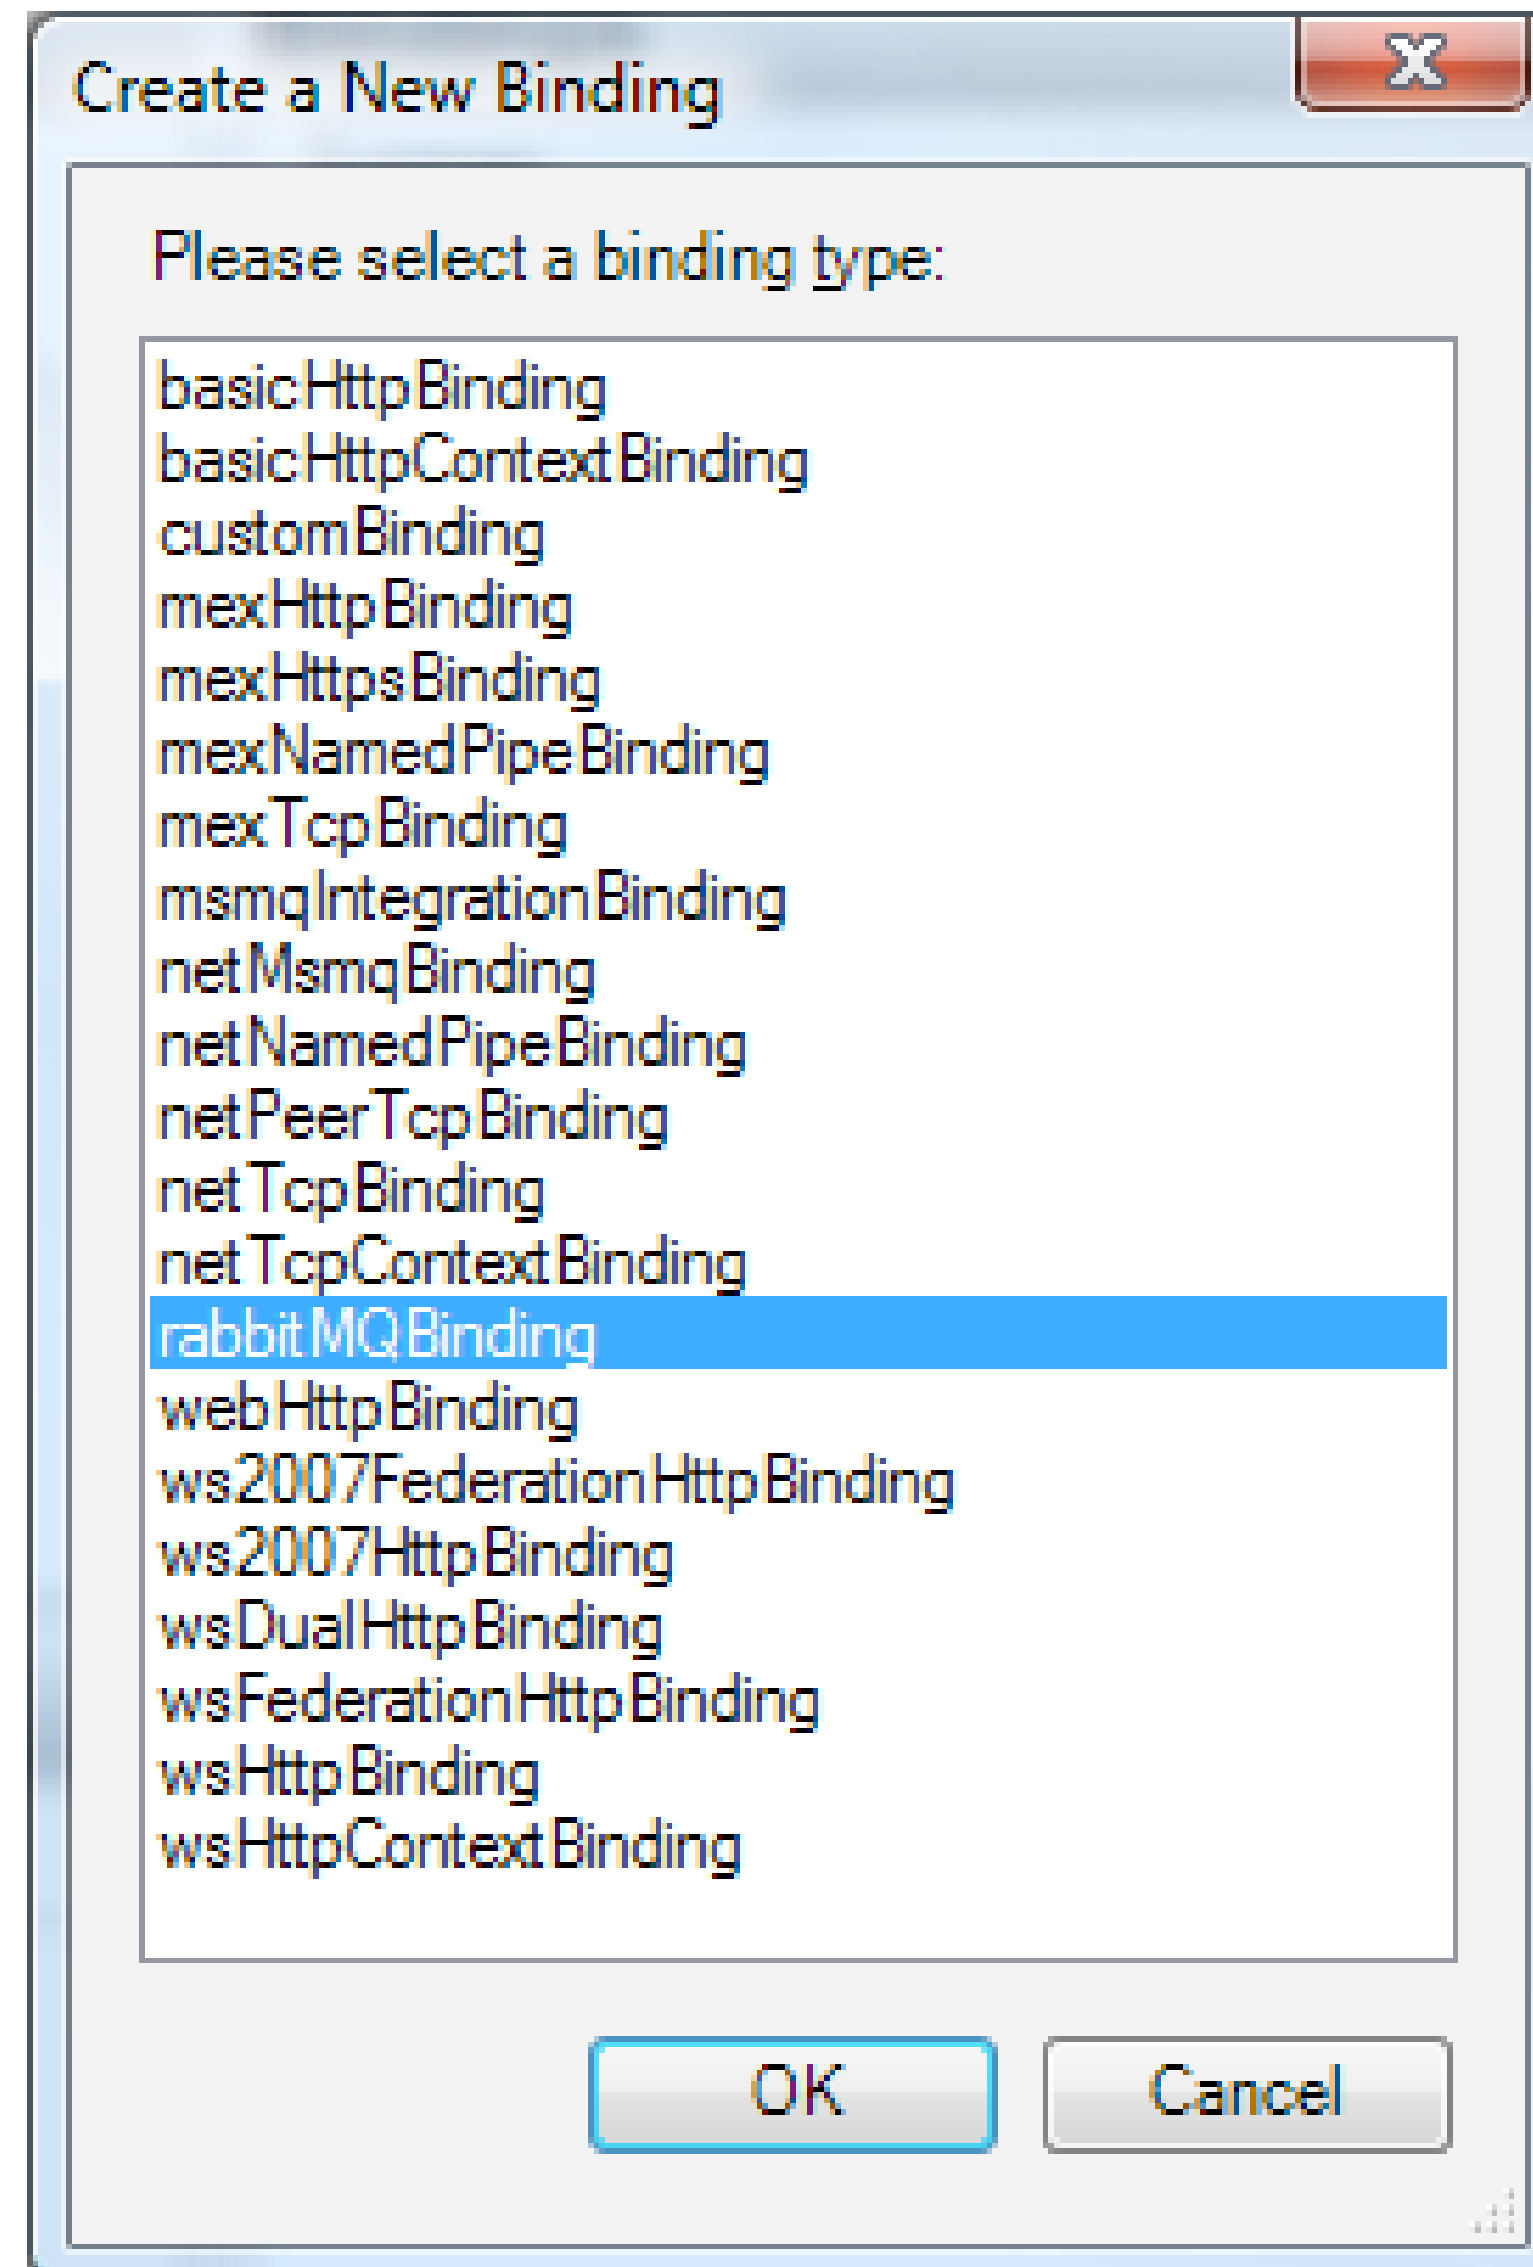 Create a New Binding
Please select a binding type:
basicHttpBinding
basicHttpContextBinding
customBinding
mexHttpBinding
mexHttpsBinding
mexNamedPipeBinding
mexTcpBinding
msmqIntegrationBinding
netMsmqBinding
netNamedPipeBinding
netPeerTcpBinding
netTcpBinding
netTcpContextBinding
rabbitMQBinding
webHttpBinding
ws2007FederationHttpBinding
ws2007HttpBinding
wsDualHttpBinding
wsFederationHttpBinding
wsHttpBinding
wsHttpContextBinding
OK Cancel